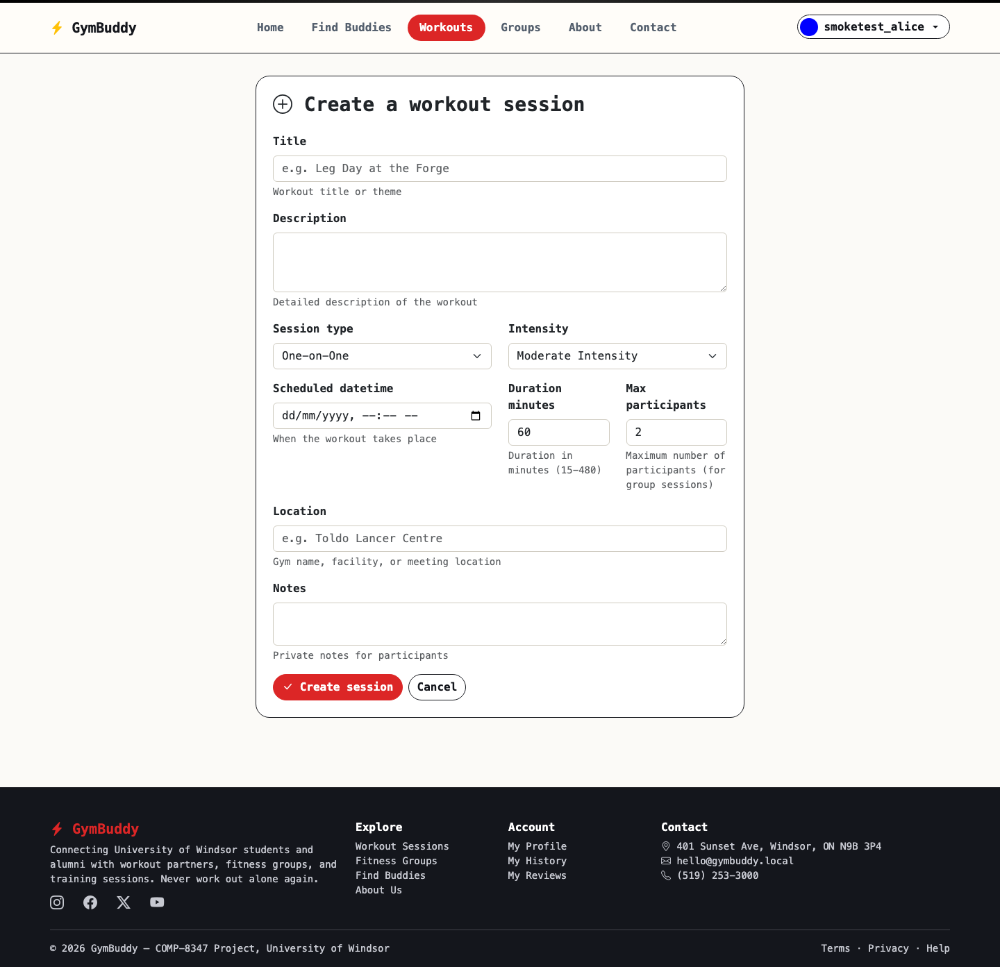 GymBuddy
Home
Find Buddies
Workouts
Groups
About
Contact
smoketest_alice
Create a workout session
Title
e.g. Leg Day at the Forge
Workout title or theme
Description
Detailed description of the workout
Session type
Intensity
One-on-One
Moderate Intensity
Scheduled datetime
dd/mm/yyyy, --:-- --
When the workout takes place
Duration
minutes
60
Duration in
minutes (15-480)
Max
participants
2
Maximum number of
participants (for
group sessions)
Location
e.g. Toldo Lancer Centre
Gym name, facility, or meeting location
Notes
Private notes for participants
Create session
Cancel
GymBuddy
Connecting University of Windsor students and
alumni with workout partners, fitness groups, and
training sessions. Never work out alone again.
Explore
Workout Sessions
Fitness Groups
Find Buddies
About Us
Account
My Profile
My History
My Reviews
Contact
401 Sunset Ave, Windsor, ON N9B 3P4
hello@gymbuddy.local
(519) 253-3000
© 2026 GymBuddy — COMP-8347 Project, University of Windsor
Terms · Privacy · Help